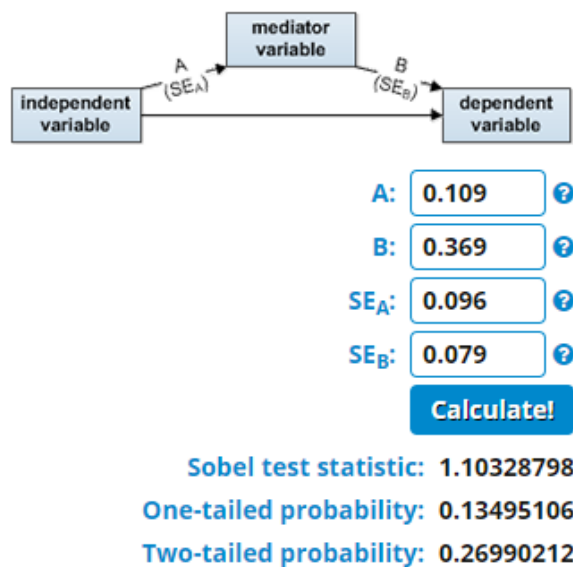 mediator
variable
A
(SEA)
B
(SEB)
independent
variable
dependent
variable
A: 0.109 ?
B: 0.369 ?
SEA: 0.096 ?
SEB: 0.079 ?
Calculate!
Sobel test statistic: 1.10328798
One-tailed probability: 0.13495106
Two-tailed probability: 0.26990212